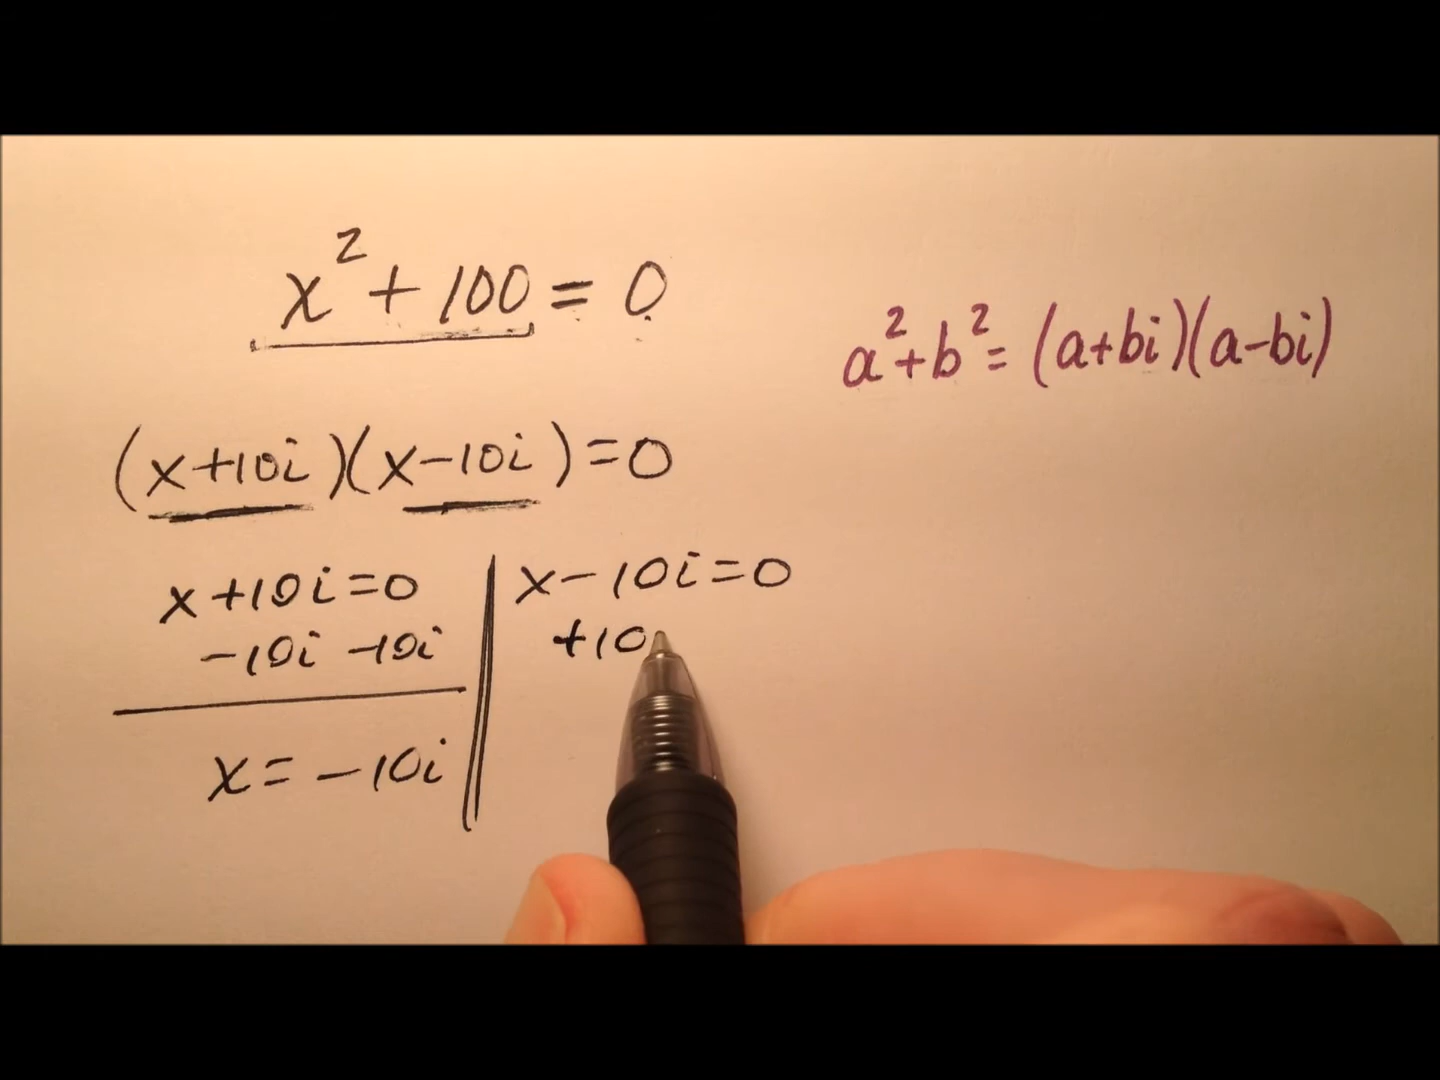 x² + 100 = 0
a²+b² = (a+bi)(a-bi)
(x+10i)(x-10i)=0
x+10i=0
-10i -10i
x = -10i
x-10i=0
+10